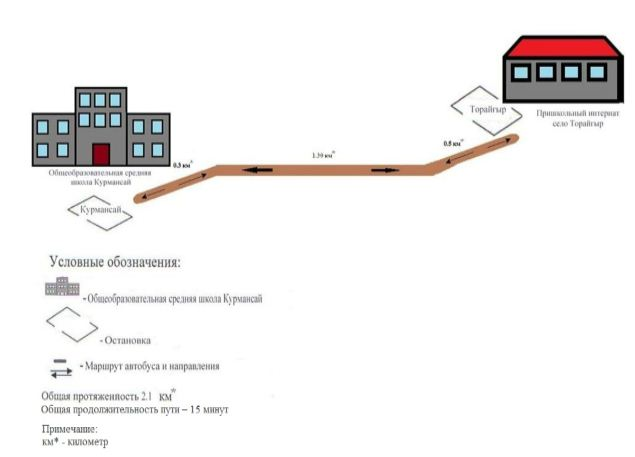 Торайгыр
Пришкольный интернат
село Торайгыр
0.5 км*
1.39 км*
0.3 км*
Общеобразовательная средняя
школа Курмансай
Курмансай
Условные обозначения:
-Общеобразовательная средняя школа Курмансай
-Остановка
- Маршрут автобуса и направления
Общая протяженность 2.1 км*
Общая продолжительность пути – 15 минут
Примечание:
км* - километр